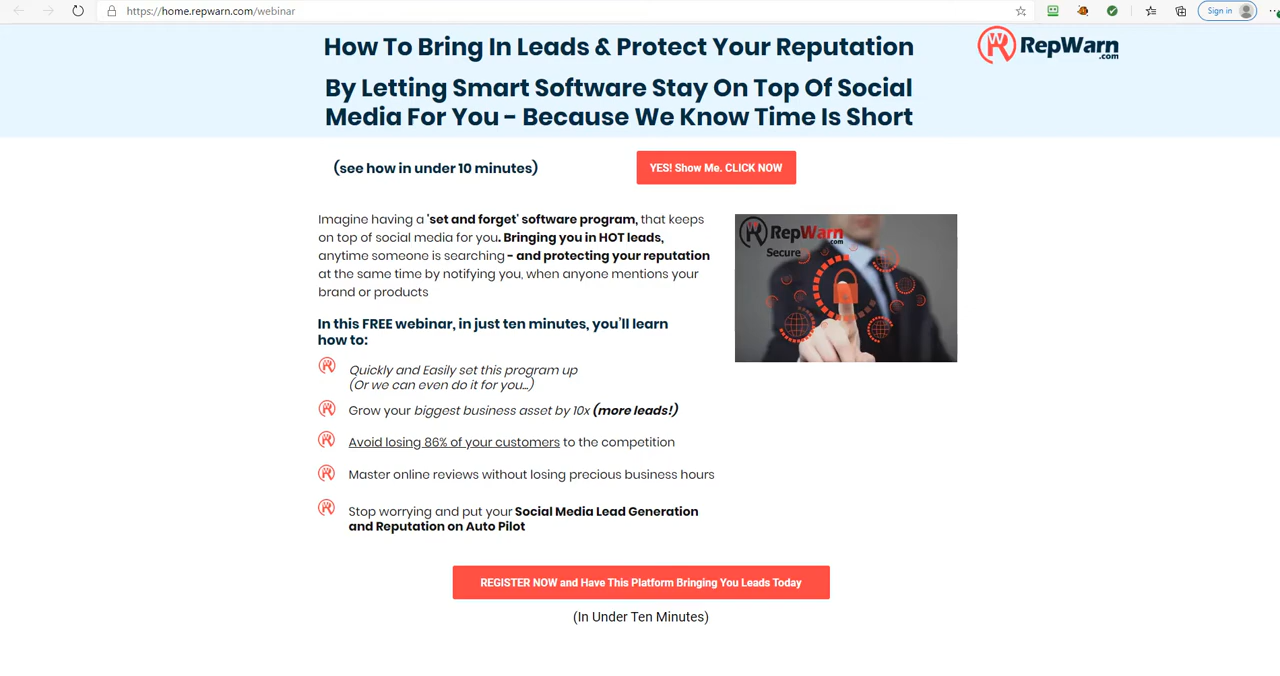 https://home.repwarn.com/webinar
Sign in
How To Bring In Leads & Protect Your Reputation
RepWarn
.com
By Letting Smart Software Stay On Top Of Social
Media For You - Because We Know Time Is Short
(see how in under 10 minutes)
YES! Show Me. CLICK NOW
Imagine having a 'set and forget' software program, that keeps
on top of social media for you. Bringing you in HOT leads,
anytime someone is searching - and protecting your reputation
at the same time by notifying you, when anyone mentions your
brand or products
RepWarn
.com
Secure
In this FREE webinar, in just ten minutes, you'll learn
how to:
Quickly and Easily set this program up
(Or we can even do it for you...)
Grow your biggest business asset by 10x (more leads!)
Avoid losing 86% of your customers to the competition
Master online reviews without losing precious business hours
Stop worrying and put your Social Media Lead Generation
and Reputation on Auto Pilot
REGISTER NOW and Have This Platform Bringing You Leads Today
(In Under Ten Minutes)